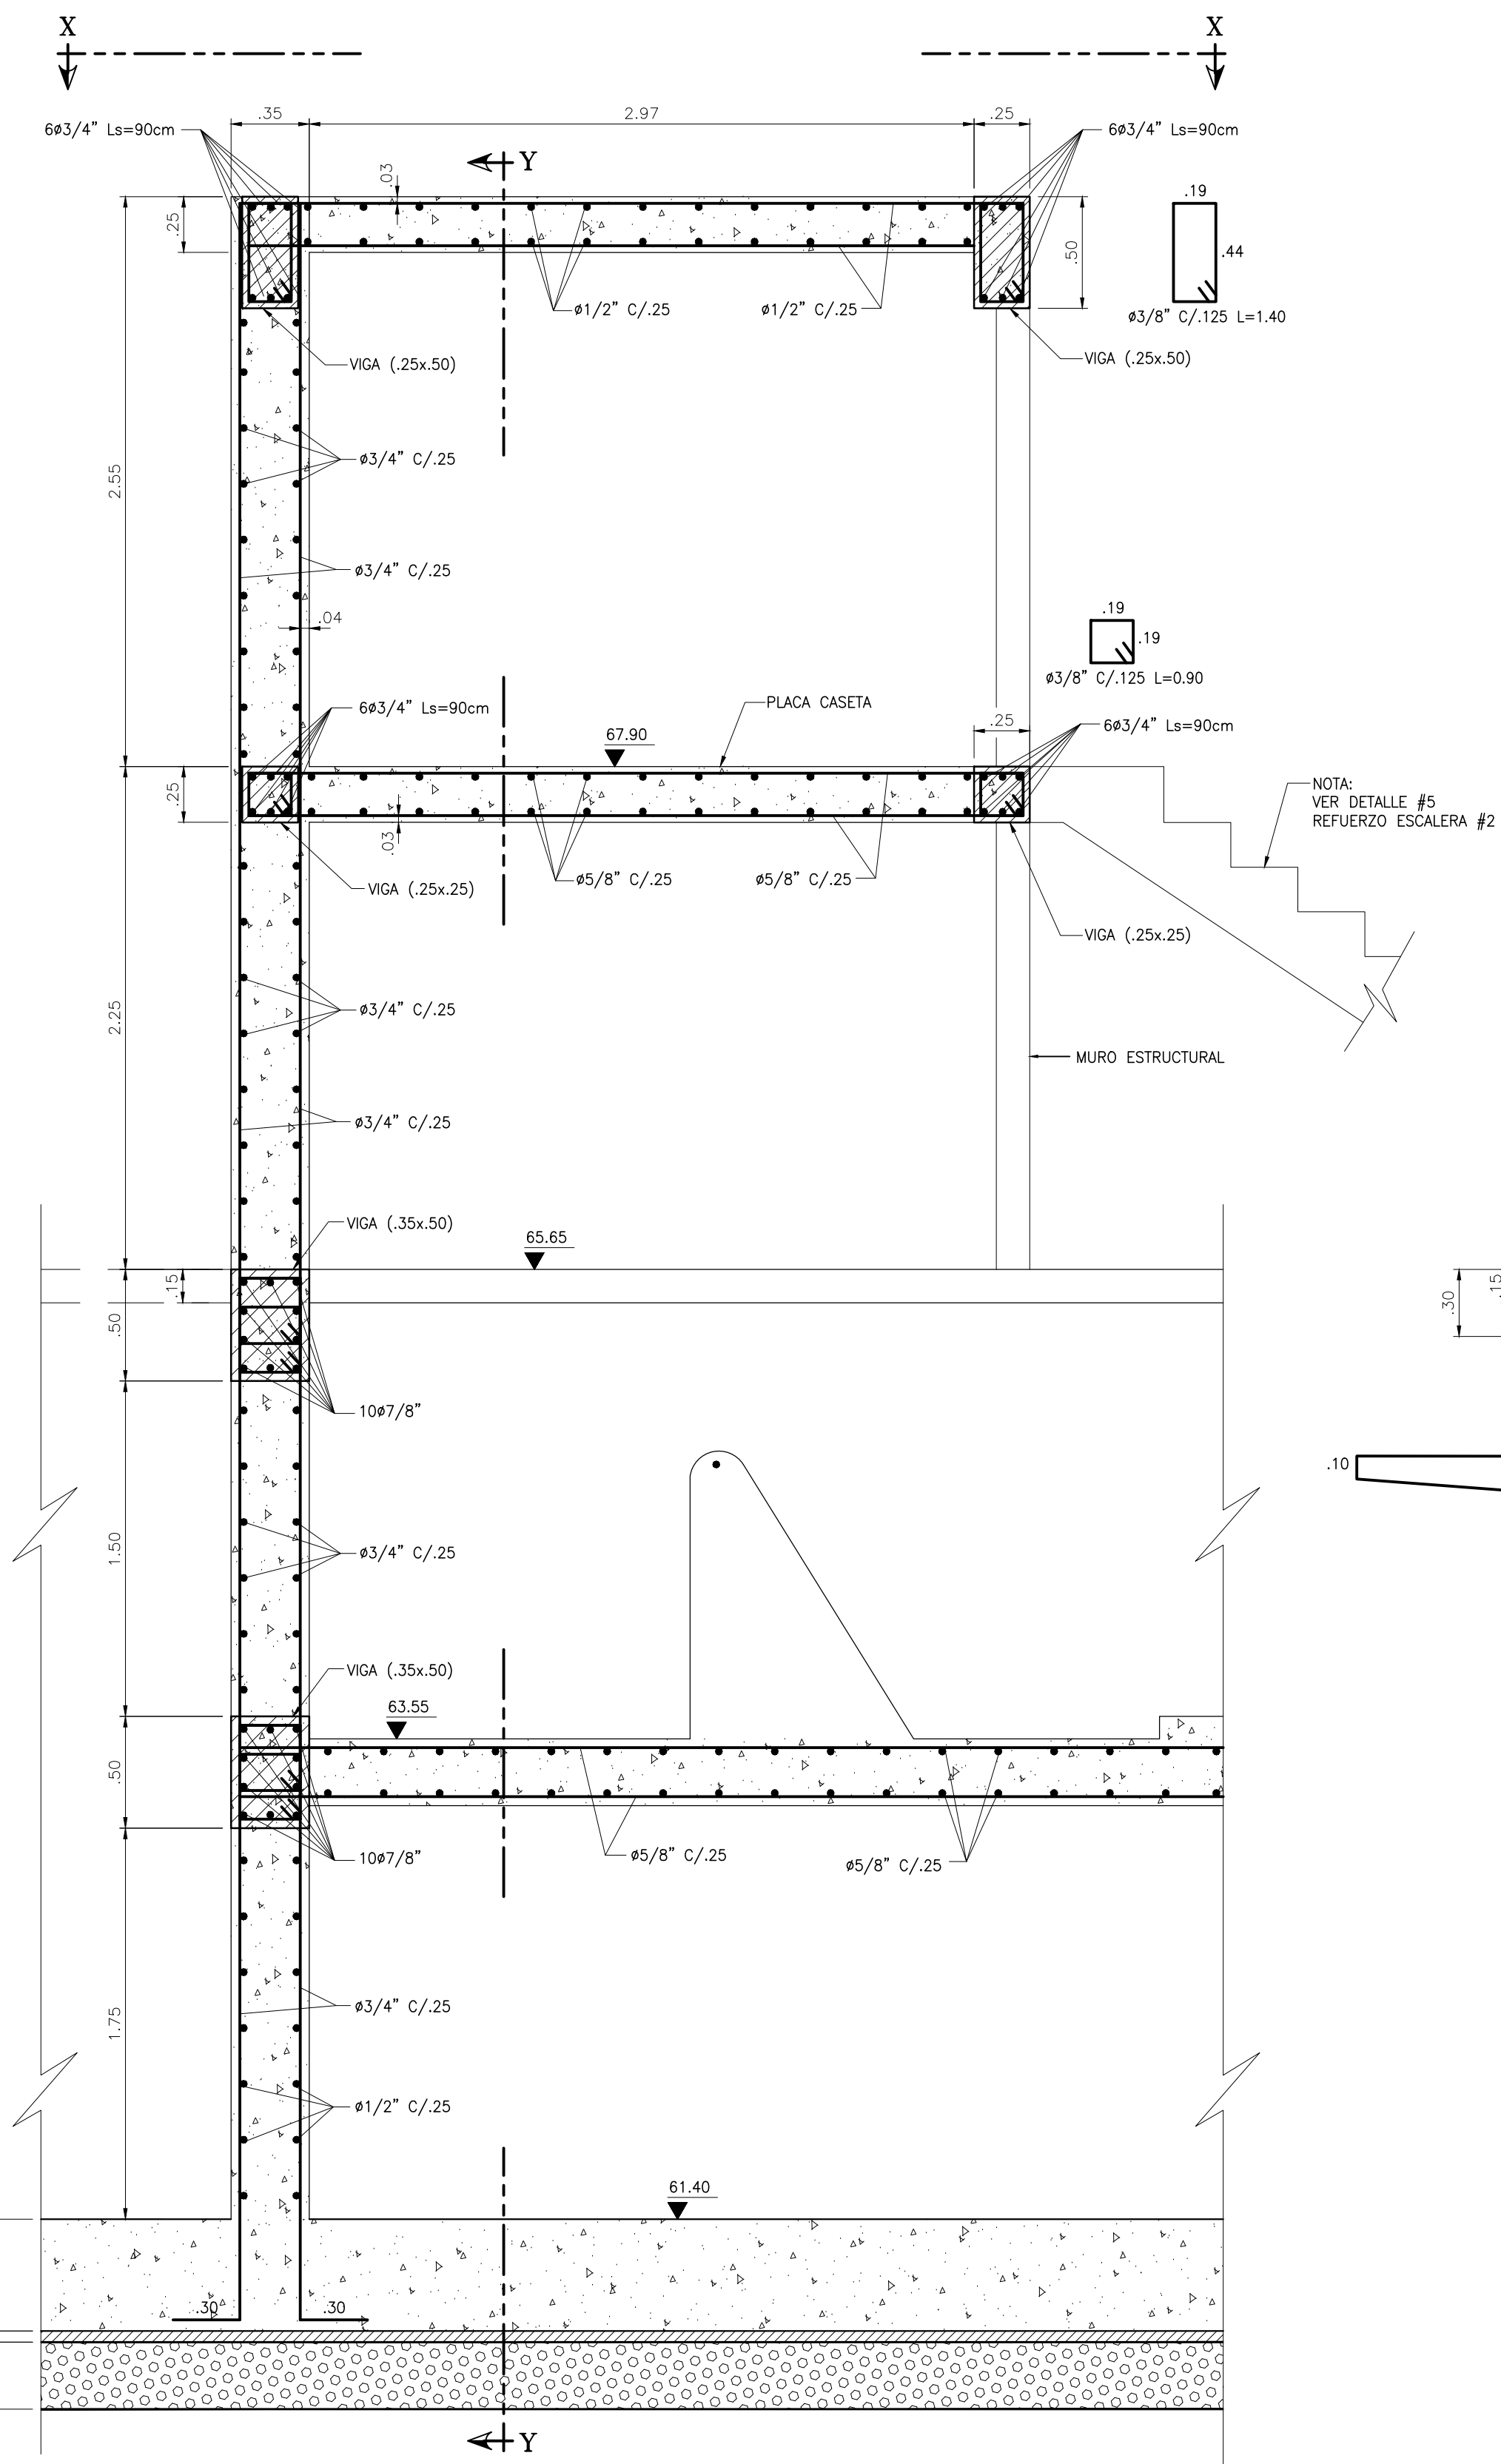 X
X
.35
2.97
.25
6ø3/4" Ls=90cm
6ø3/4" Ls=90cm
Y
.03
.25
.50
.19
.44
ø3/8" C/.125 L=1.40
ø1/2" C/.25
ø1/2" C/.25
VIGA (.25x.50)
VIGA (.25x.50)
2.55
ø3/4" C/.25
ø3/4" C/.25
.04
.19
.19
ø3/8" C/.125 L=0.90
6ø3/4" Ls=90cm
PLACA CASETA
67.90
.25
6ø3/4" Ls=90cm
.25
.03
NOTA:
VER DETALLE #5
REFUERZO ESCALERA #2
VIGA (.25x.25)
ø5/8" C/.25
ø5/8" C/.25
VIGA (.25x.25)
2.25
ø3/4" C/.25
MURO ESTRUCTURAL
ø3/4" C/.25
VIGA (.35x.50)
65.65
.15
.50
.30
.15
10ø7/8"
.10
1.50
ø3/4" C/.25
VIGA (.35x.50)
63.55
.50
10ø7/8"
ø5/8" C/.25
ø5/8" C/.25
1.75
ø3/4" C/.25
ø1/2" C/.25
61.40
.30
.30
Y